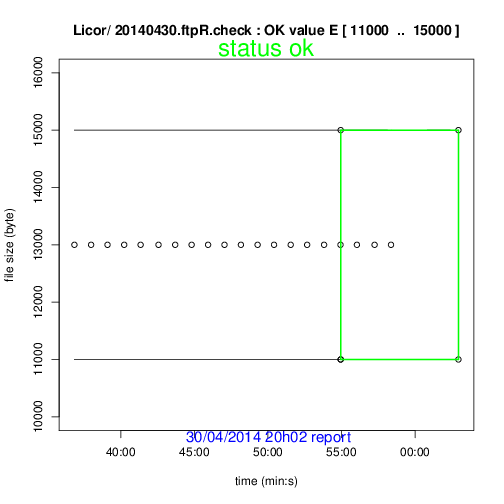 Licor/ 20140430.ftpR.check : OK value E [ 11000 .. 15000 ]
status ok
16000
15000
14000
13000
12000
11000
10000
file size (byte)
30/04/2014 20h02 report
40:00 45:00 50:00 55:00 00:00
time (min:s)